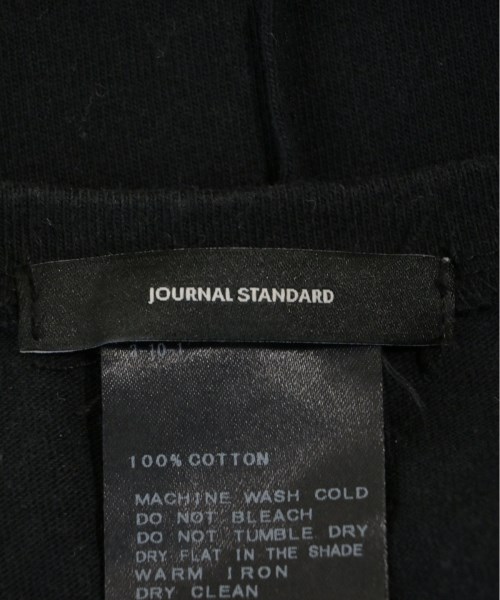 JOURNAL STANDARD
100% COTTON
MACHINE WASH COLD
DO NOT BLEACH
DO NOT TUMBLE DRY
DRY FLAT IN THE SHADE
WARM IRON
DRY CLEAN